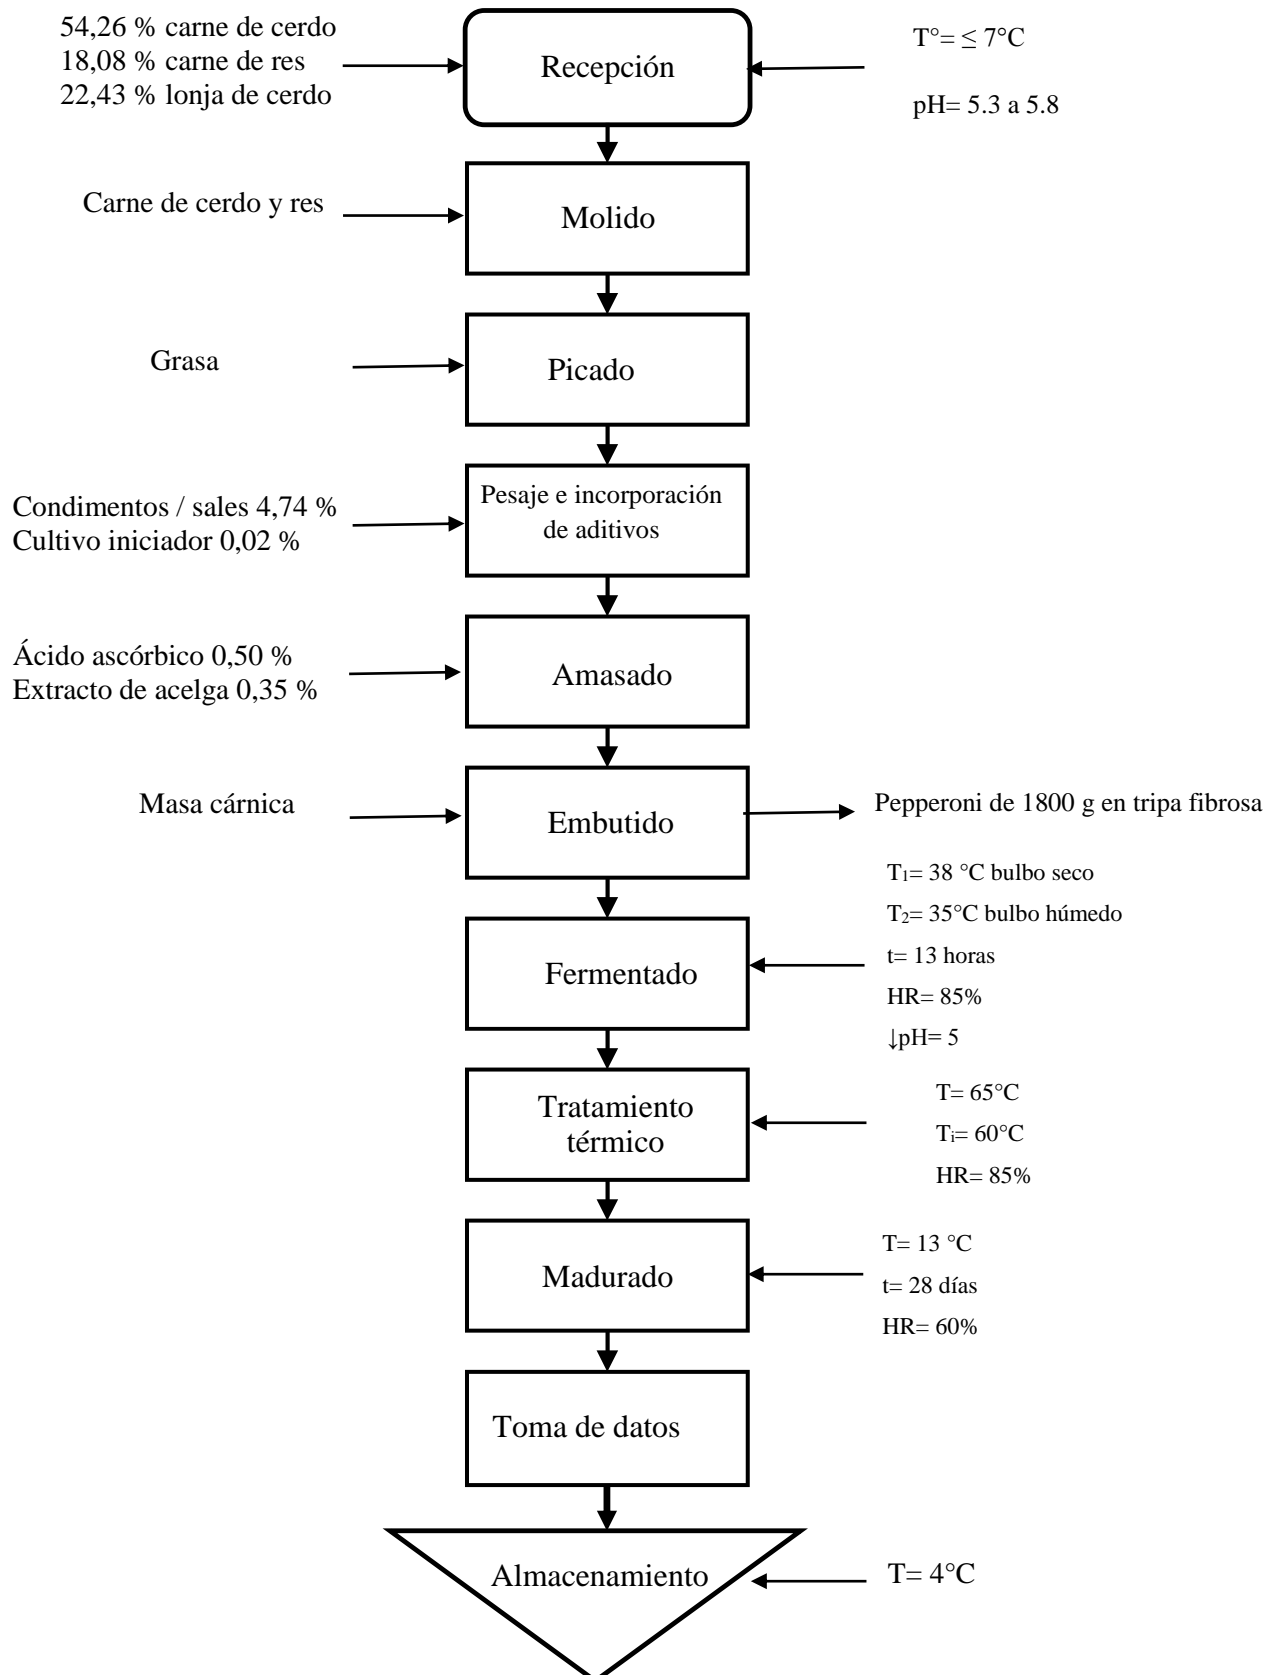 54,26 % carne de cerdo
18,08 % carne de res
22,43 % lonja de cerdo
Recepción
T°= ≤ 7°C
pH= 5.3 a 5.8
Carne de cerdo y res
Molido
Grasa
Picado
Condimentos / sales 4,74 %
Cultivo iniciador 0,02 %
Pesaje e incorporación
de aditivos
Ácido ascórbico 0,50 %
Extracto de acelga 0,35 %
Amasado
Masa cárnica
Embutido
Pepperoni de 1800 g en tripa fibrosa
Fermentado
T₁= 38 °C bulbo seco
T₂= 35°C bulbo húmedo
t= 13 horas
HR= 85%
↓pH= 5
Tratamiento
térmico
T= 65°C
Tᵢ= 60°C
HR= 85%
Madurado
T= 13 °C
t= 28 días
HR= 60%
Toma de datos
Almacenamiento
T= 4°C